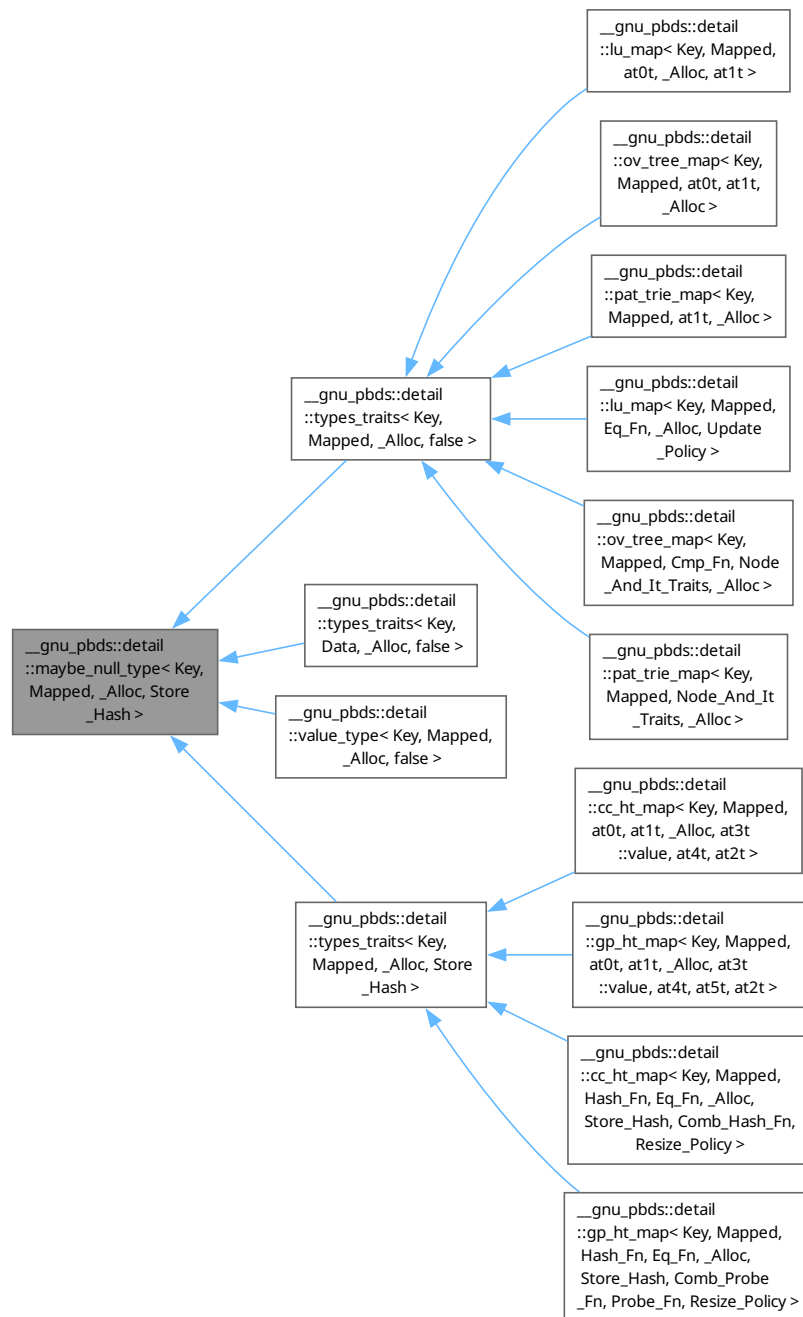 __gnu_pbds::detail
::lu_map< Key, Mapped,
at0t, _Alloc, at1t >
__gnu_pbds::detail
::ov_tree_map< Key,
Mapped, at0t, at1t,
_Alloc >
__gnu_pbds::detail
::pat_trie_map< Key,
Mapped, at1t, _Alloc >
__gnu_pbds::detail
::types_traits< Key,
Mapped, _Alloc, false >
__gnu_pbds::detail
::lu_map< Key, Mapped,
Eq_Fn, _Alloc, Update
_Policy >
__gnu_pbds::detail
::ov_tree_map< Key,
Mapped, Cmp_Fn, Node
_And_It_Traits, _Alloc >
__gnu_pbds::detail
::types_traits< Key,
Data, _Alloc, false >
__gnu_pbds::detail
::maybe_null_type< Key,
Mapped, _Alloc, Store
_Hash >
__gnu_pbds::detail
::pat_trie_map< Key,
Mapped, Node_And_It
_Traits, _Alloc >
__gnu_pbds::detail
::value_type< Key, Mapped,
_Alloc, false >
__gnu_pbds::detail
::cc_ht_map< Key, Mapped,
at0t, at1t, _Alloc, at3t
::value, at4t, at2t >
__gnu_pbds::detail
::types_traits< Key,
Mapped, _Alloc, Store
_Hash >
__gnu_pbds::detail
::gp_ht_map< Key, Mapped,
at0t, at1t, _Alloc, at3t
::value, at4t, at5t, at2t >
__gnu_pbds::detail
::cc_ht_map< Key, Mapped,
Hash_Fn, Eq_Fn, _Alloc,
Store_Hash, Comb_Hash_Fn,
Resize_Policy >
__gnu_pbds::detail
::gp_ht_map< Key, Mapped,
Hash_Fn, Eq_Fn, _Alloc,
Store_Hash, Comb_Probe
_Fn, Probe_Fn, Resize_Policy >